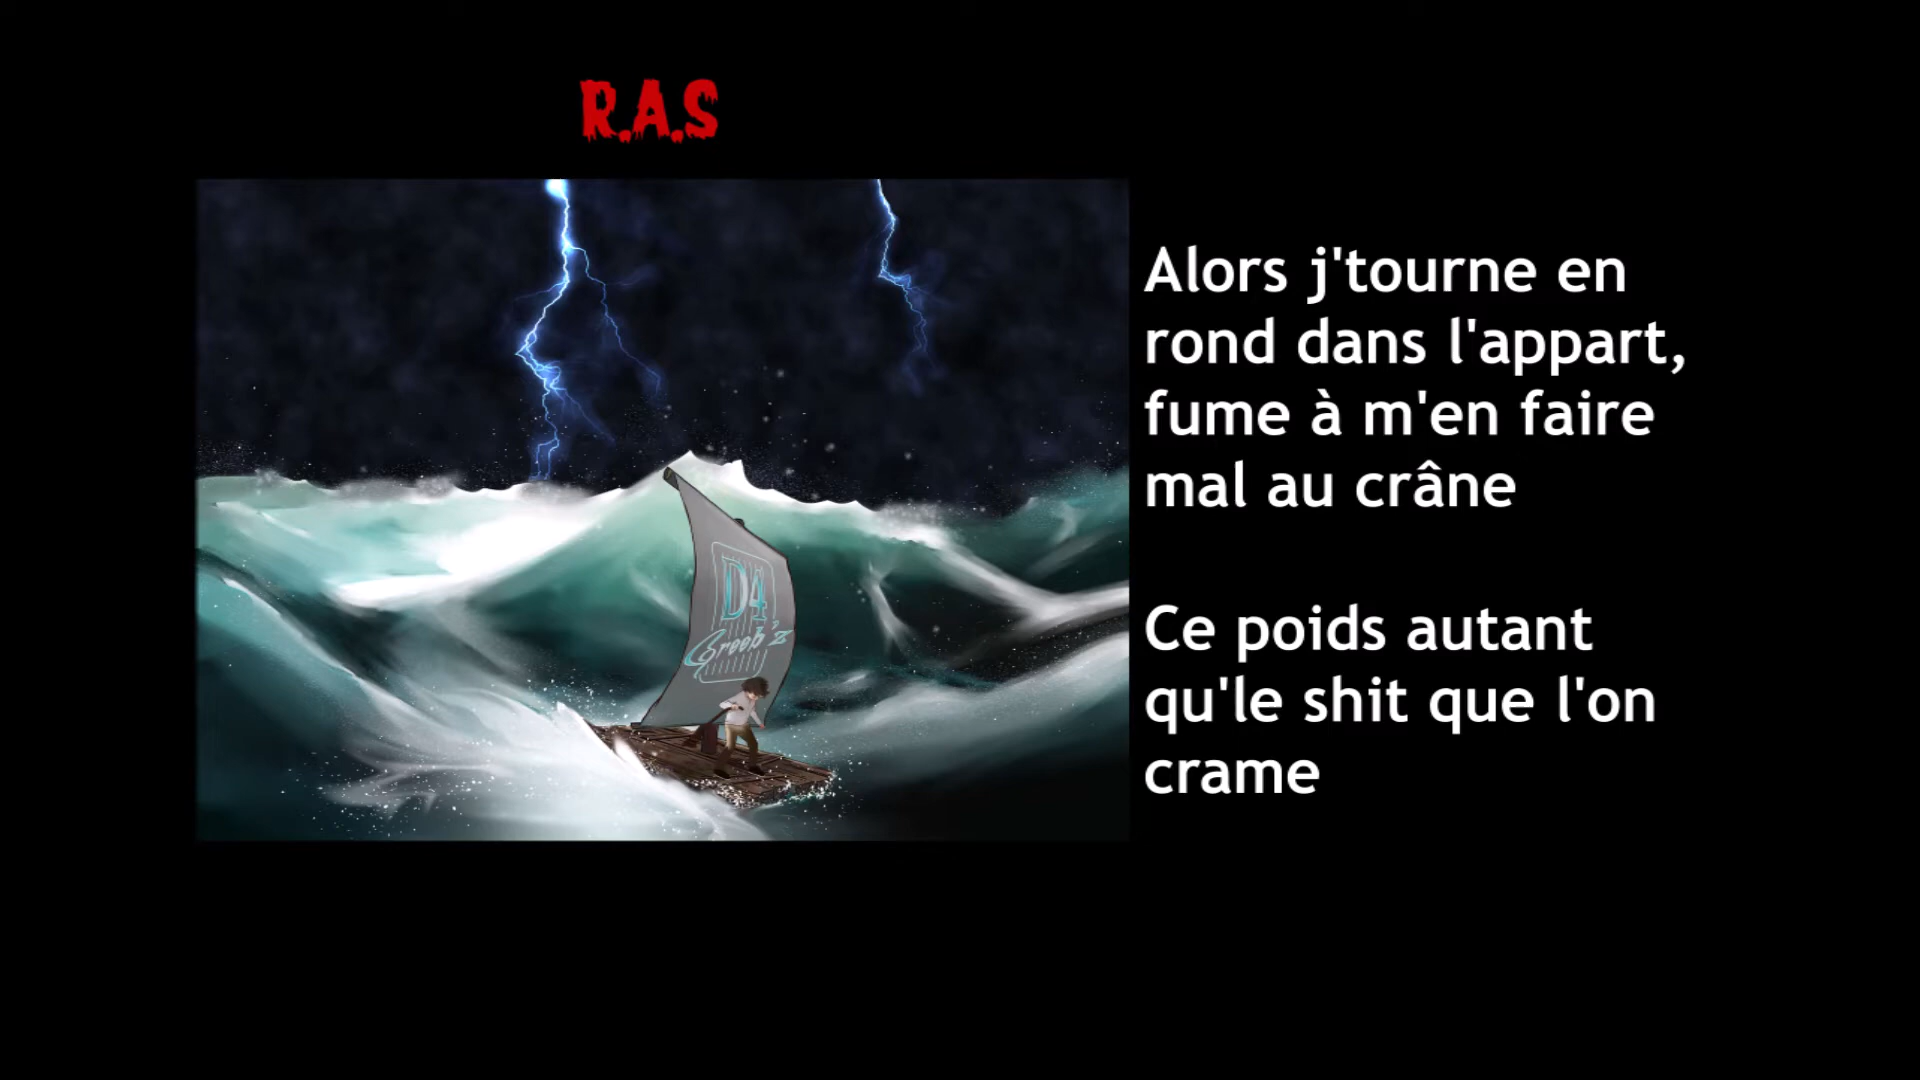 R.A.S
D4
Greeb'z
Alors j'tourne en
rond dans l'appart,
fume à m'en faire
mal au crâne
Ce poids autant
qu'le shit que l'on
crame